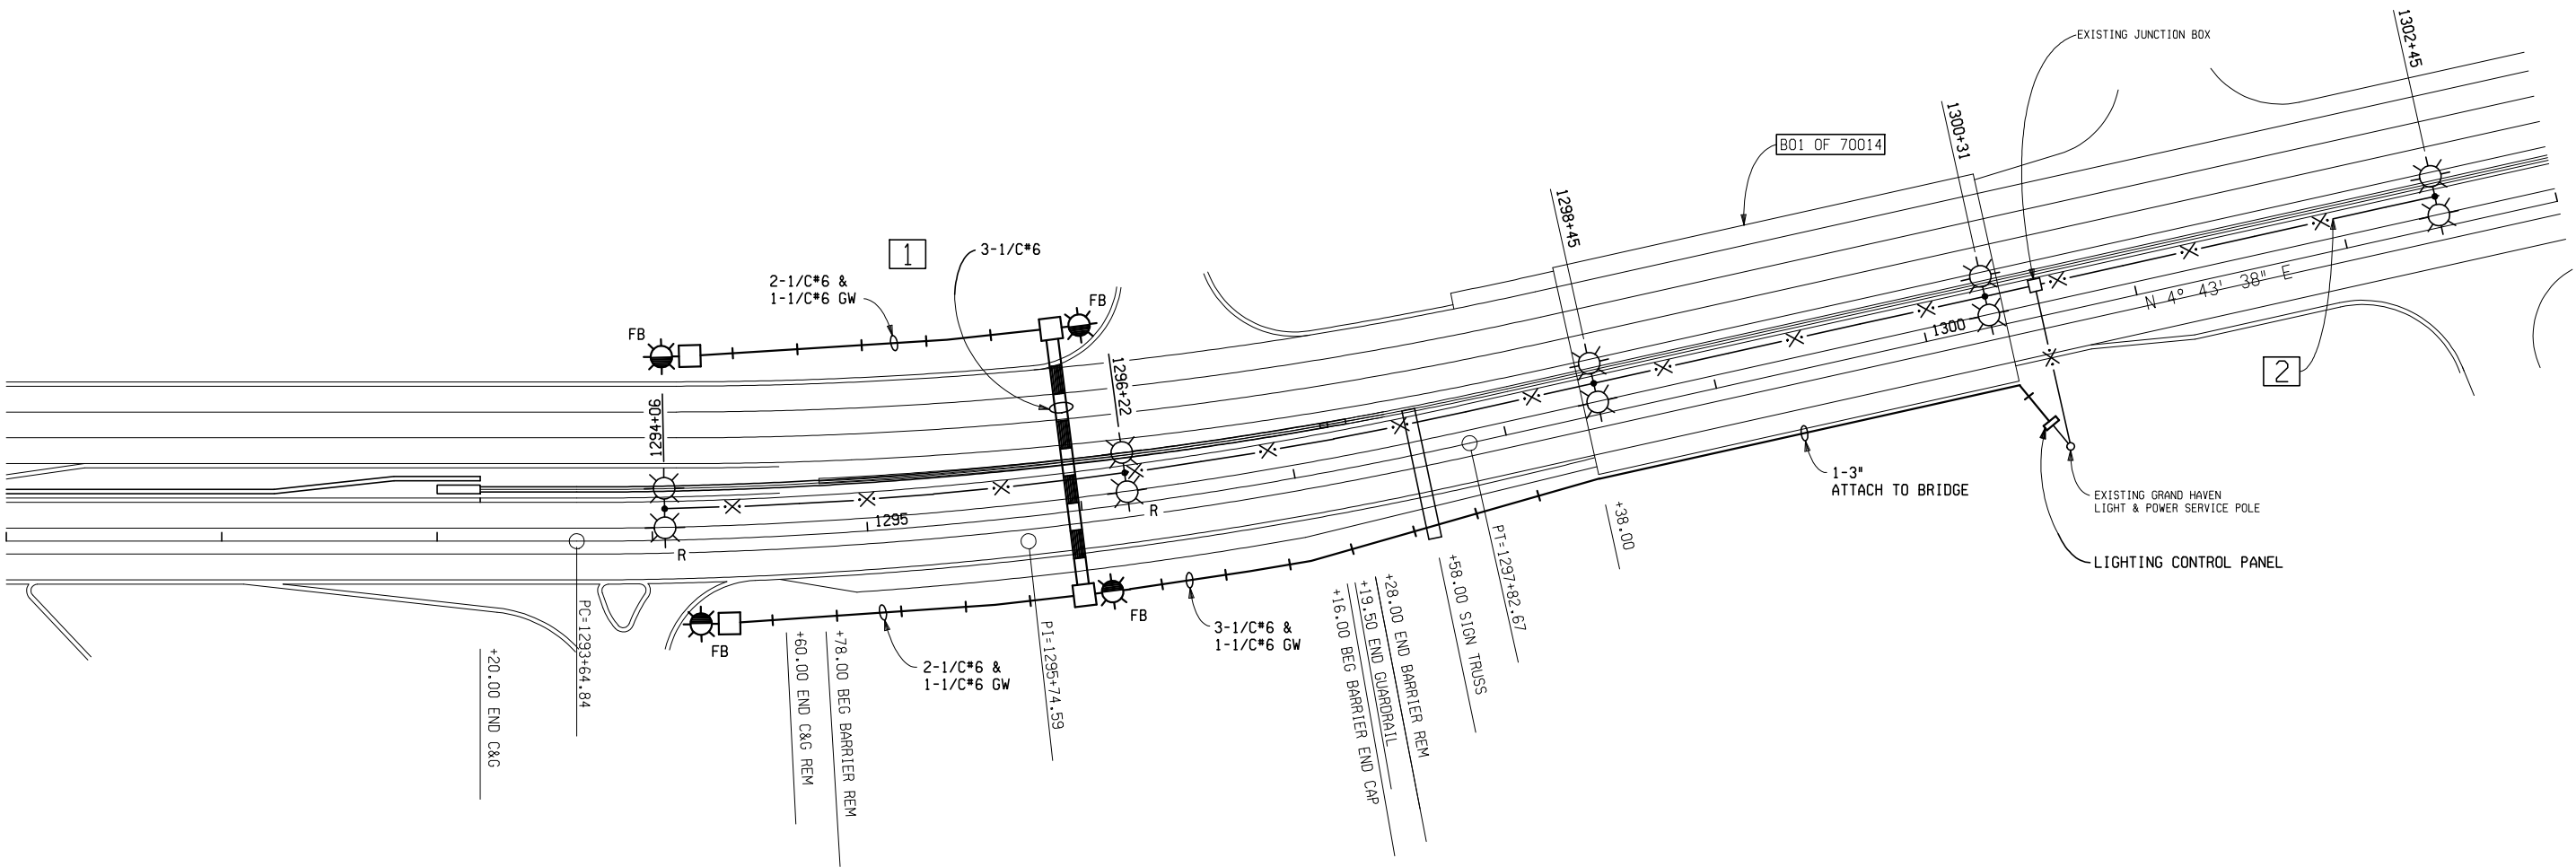 EXISTING JUNCTION BOX
1302+45
B01 OF 70014
1300+31
1298+45
1
3-1/C#6
2-1/C#6 &
1-1/C#6 GW
FB
FB
N 4° 43' 38" E
1300
2
1296+22
1294+06
1-3"
ATTACH TO BRIDGE
EXISTING GRAND HAVEN
LIGHT & POWER SERVICE POLE
LIGHTING CONTROL PANEL
1295
R
R
+38.00
PT=1297+82.67
+58.00 SIGN TRUSS
+28.00 END BARRIER REM
+19.50 END GUARDRAIL
+16.00 BEG BARRIER END CAP
FB
3-1/C#6 &
1-1/C#6 GW
PI=1295+74.59
FB
2-1/C#6 &
1-1/C#6 GW
+78.00 BEG BARRIER REM
+60.00 END C&G REM
PC=1293+64.84
+20.00 END C&G